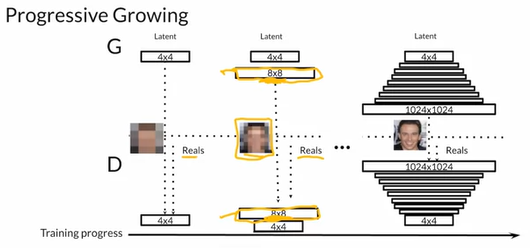 Progressive Growing
Latent
Latent
Latent
G
4x4
4x4
4x4
8x8
1024x1024
Reals
Reals
...
Reals
D
1024x1024
8x8
4x4
4x4
4x4
Training progress